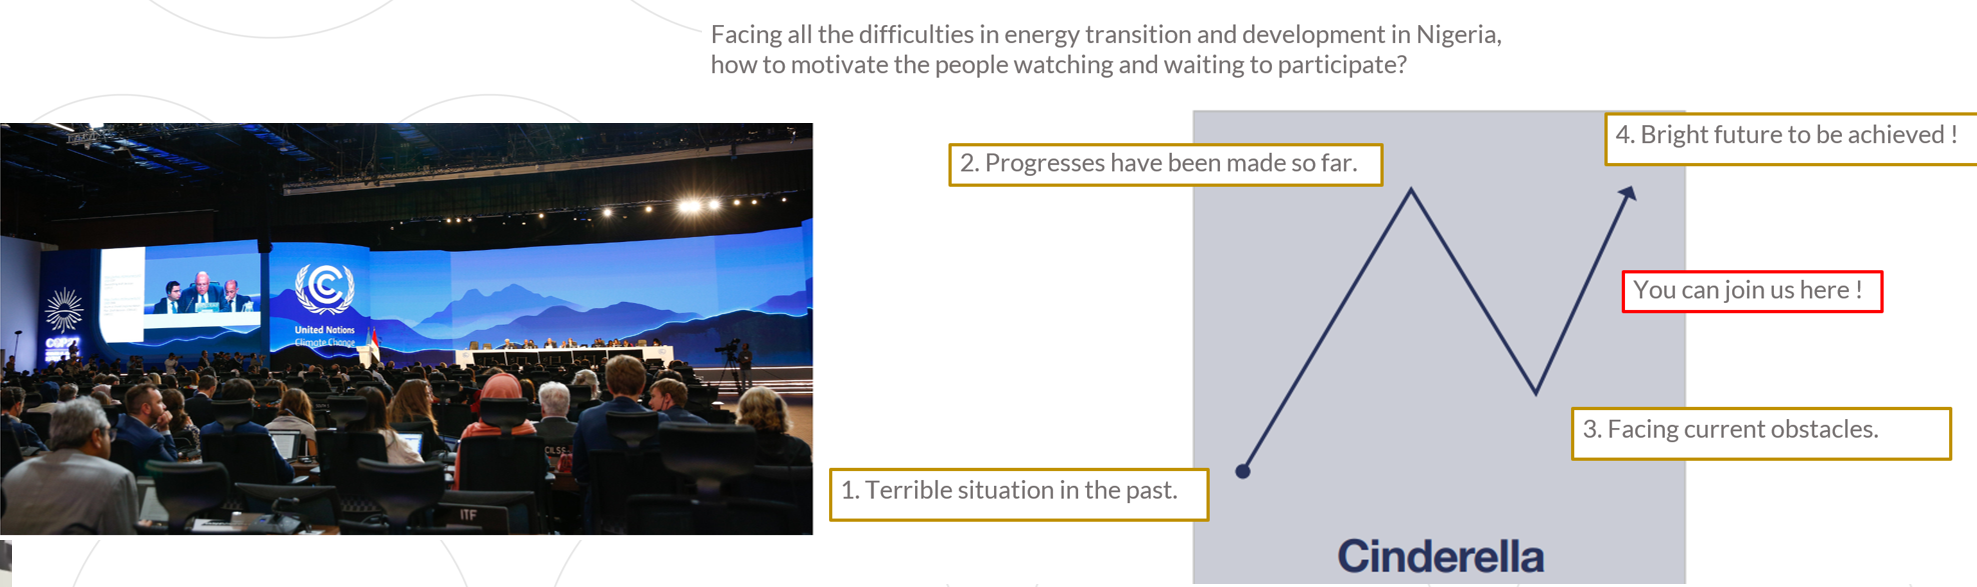 Facing all the difficulties in energy transition and development in Nigeria,
how to motivate the people watching and waiting to participate?
4. Bright future to be achieved !
2. Progresses have been made so far.
You can join us here !
3. Facing current obstacles.
1. Terrible situation in the past.
Cinderella
United Nations
Climate Change
COP27
ITF